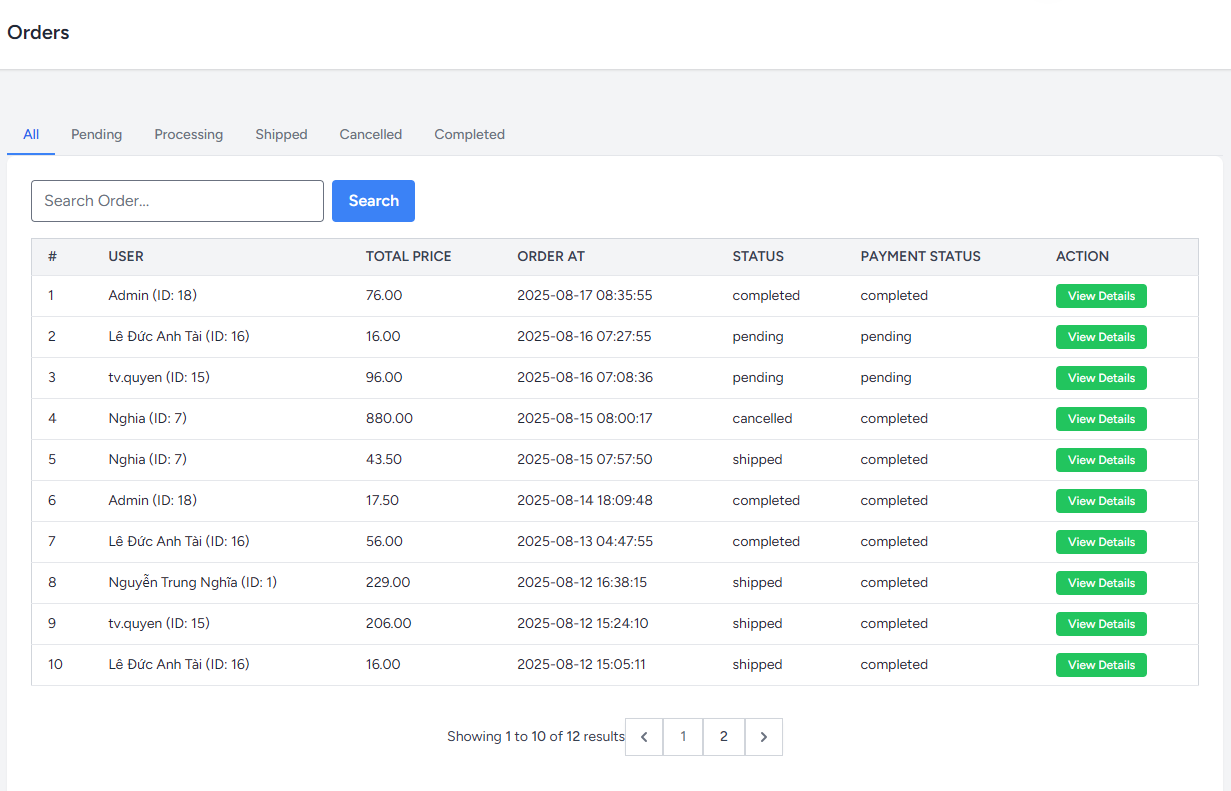 Orders
All Pending Processing Shipped Cancelled Completed
Search Order... Search
# USER TOTAL PRICE ORDER AT STATUS PAYMENT STATUS ACTION
1 Admin (ID: 18) 76.00 2025-08-17 08:35:55 completed completed View Details
2 Lê Đức Anh Tài (ID: 16) 16.00 2025-08-16 07:27:55 pending pending View Details
3 tv.quyen (ID: 15) 96.00 2025-08-16 07:08:36 pending pending View Details
4 Nghia (ID: 7) 880.00 2025-08-15 08:00:17 cancelled completed View Details
5 Nghia (ID: 7) 43.50 2025-08-15 07:57:50 shipped completed View Details
6 Admin (ID: 18) 17.50 2025-08-14 18:09:48 completed completed View Details
7 Lê Đức Anh Tài (ID: 16) 56.00 2025-08-13 04:47:55 completed completed View Details
8 Nguyễn Trung Nghĩa (ID: 1) 229.00 2025-08-12 16:38:15 shipped completed View Details
9 tv.quyen (ID: 15) 206.00 2025-08-12 15:24:10 shipped completed View Details
10 Lê Đức Anh Tài (ID: 16) 16.00 2025-08-12 15:05:11 shipped completed View Details
Showing 1 to 10 of 12 results 1 2